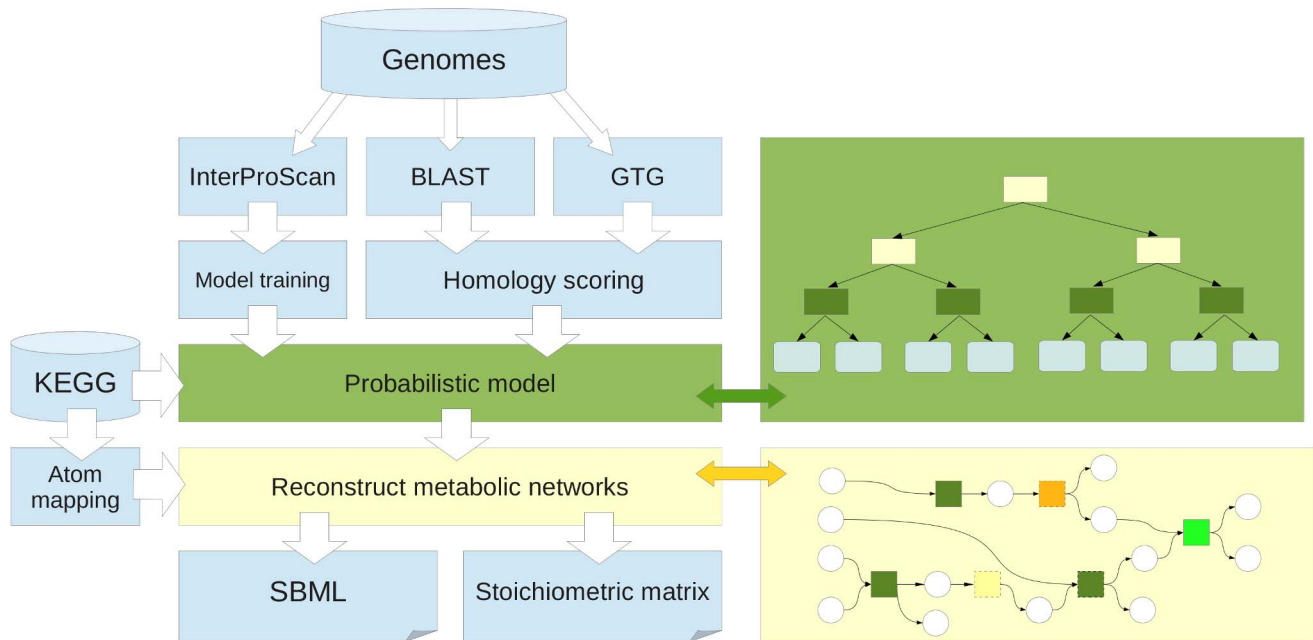 Genomes
InterProScan
BLAST
GTG
Model training
Homology scoring
KEGG
Probabilistic model
Atom
mapping
Reconstruct metabolic networks
SBML
Stoichiometric matrix